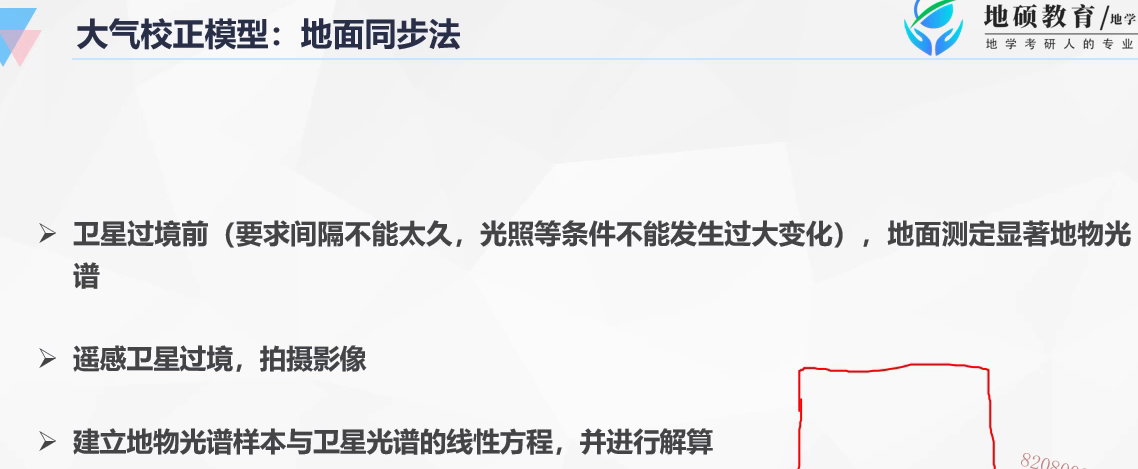 大气校正模型：地面同步法
地硕教育/地学
地学考研人的专业
➢ 卫星过境前（要求间隔不能太久，光照等条件不能发生过大变化），地面测定显著地物光
谱
➢ 遥感卫星过境，拍摄影像
➢ 建立地物光谱样本与卫星光谱的线性方程，并进行解算